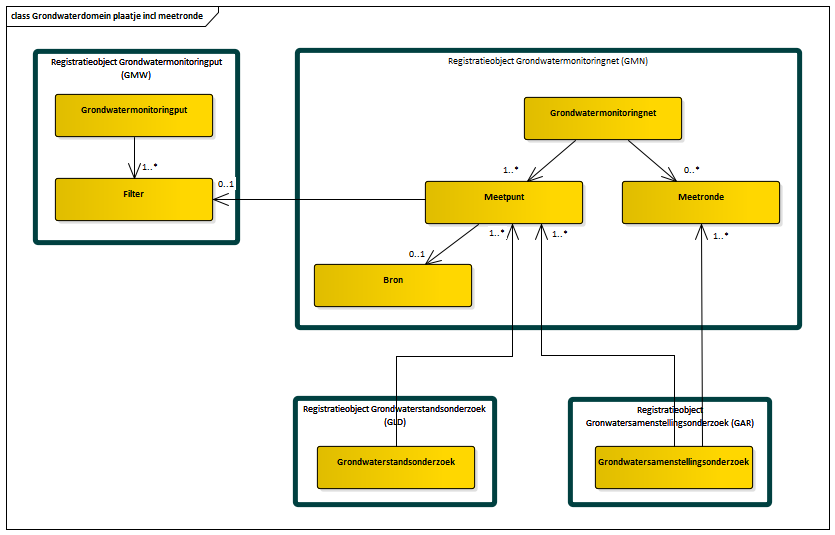 class Grondwaterdomein plaatje incl meetronde
Registratieobject Grondwatermonitoringput
(GMW)
Grondwatermonitoringput
1..*
Filter
0..1
Registratieobject Grondwatermonitoringnet (GMN)
Grondwatermonitoringnet
1..*
0..*
Meetpunt
Meetronde
1..*
1..*
1..*
0..1
Bron
Registratieobject Grondwaterstandsonderzoek
(GLD)
Grondwaterstandsonderzoek
Registratieobject
Gronwatersamenstellingsonderzoek (GAR)
Grondwatersamenstellingsonderzoek